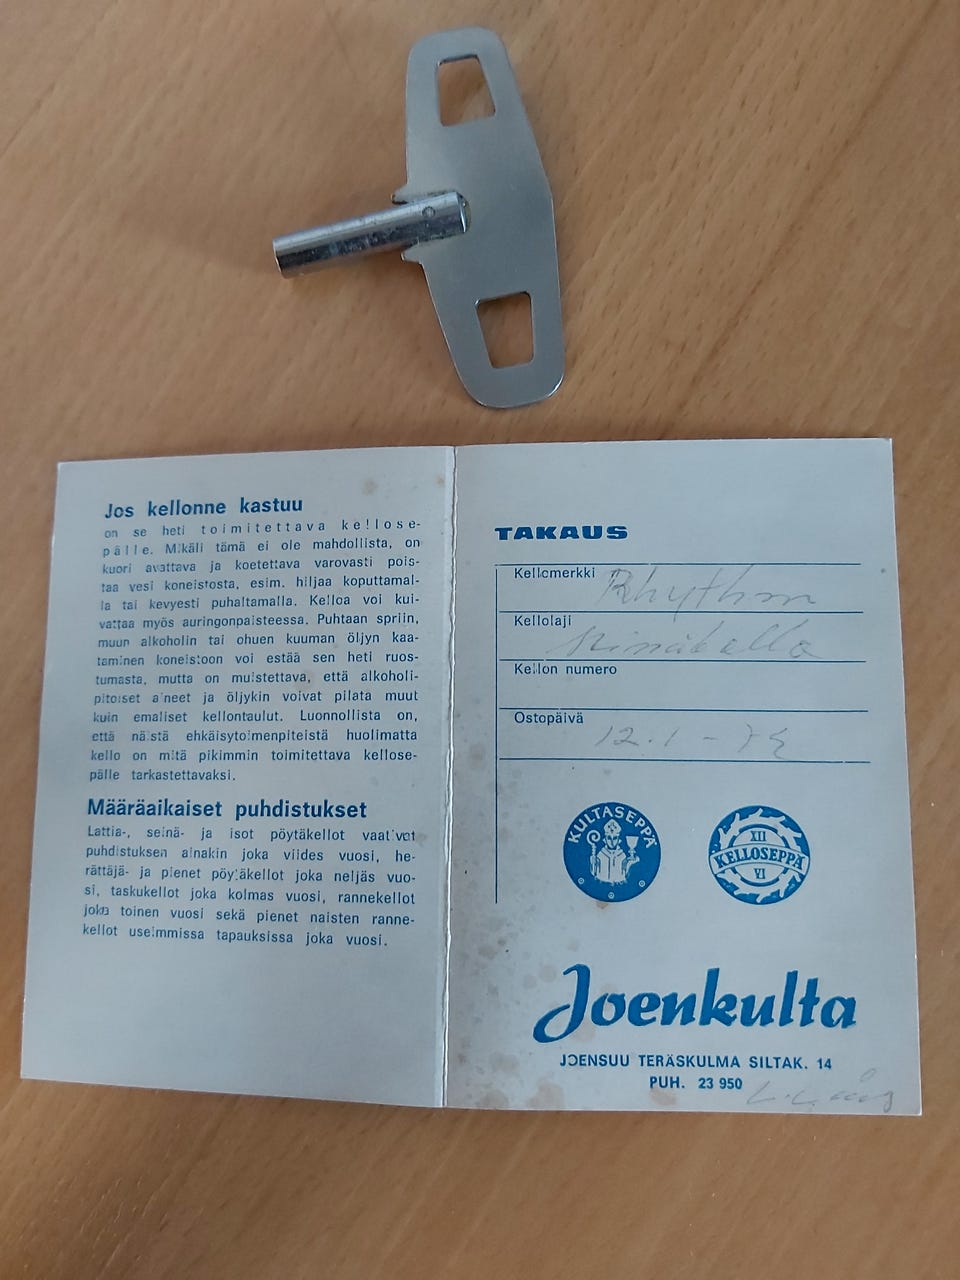 Jos kellonne kastuu
on se heti toimitettava kellose-
pälle. Mikäli tämä ei ole mahdollista, on
kuori avattava ja koetettava varovasti pois-
taa vesi koneistosta, esim. hiljaa koputtamal-
la tai kevyesti puhaltamalla. Kelloa voi kui-
vattaa myös auringonpaisteessa. Puhtaan spriin,
muun alkoholin tai ohuen kuuman öljyn kaa-
taminen koneistoon voi estää sen heti ruos-
tumasta, mutta on muistettava, että alkoholi-
pitoiset aineet ja öljykin voivat pilata muut
kuin emaliset kellontaulut. Luonnollista on,
että näistä ehkäisytoimenpiteistä huolimatta
kello on mitä pikimmin toimitettava kellose-
pälle tarkastettavaksi.
Määräaikaiset puhdistukset
Lattia-, seinä- ja isot pöytäkellot vaativat
puhdistuksen ainakin joka viides vuosi, he-
rättäjä- ja pienet pöytäkellot joka neljäs vuo-
si, taskukellot joka kolmas vuosi, rannekellot
joka toinen vuosi sekä pienet naisten ranne-
kellot useimmissa tapauksissa joka vuosi.
TAKAUS
Kellomerkki Rhythm
Kellolaji
Kellon numero
Ostopäivä 12.1 -
KULTASEPPÄ
XII
KELLOSEPPÄ
VI
Joenkulta
JOENSUU TERÄSKULMA SILTAK. 14
PUH. 23 950